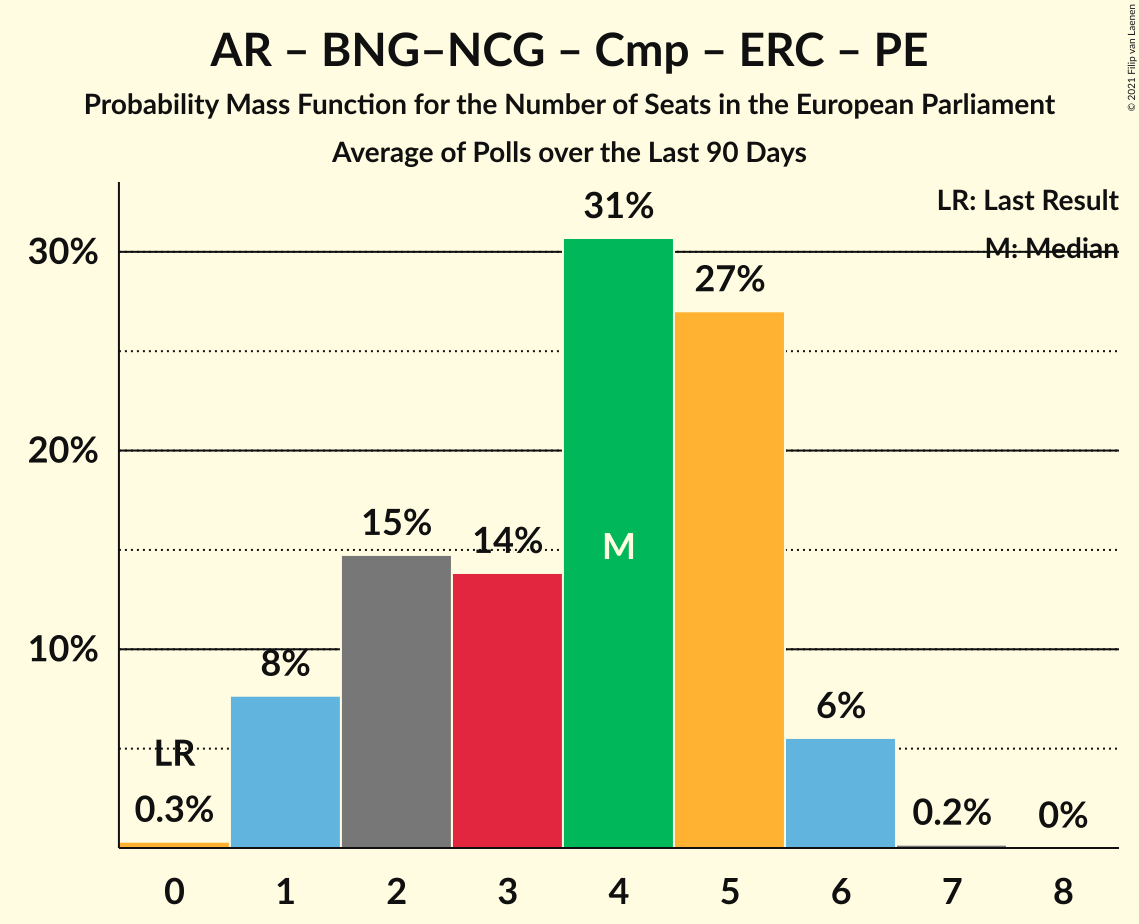 AR – BNG–NCG – Cmp – ERC – PE
Probability Mass Function for the Number of Seats in the European Parliament
Average of Polls over the Last 90 Days
© 2021 Filip van Laenen
LR: Last Result
M: Median
30%
20%
10%
LR
0.3%
8%
15%
14%
31%
M
27%
6%
0.2%
0%
0 1 2 3 4 5 6 7 8